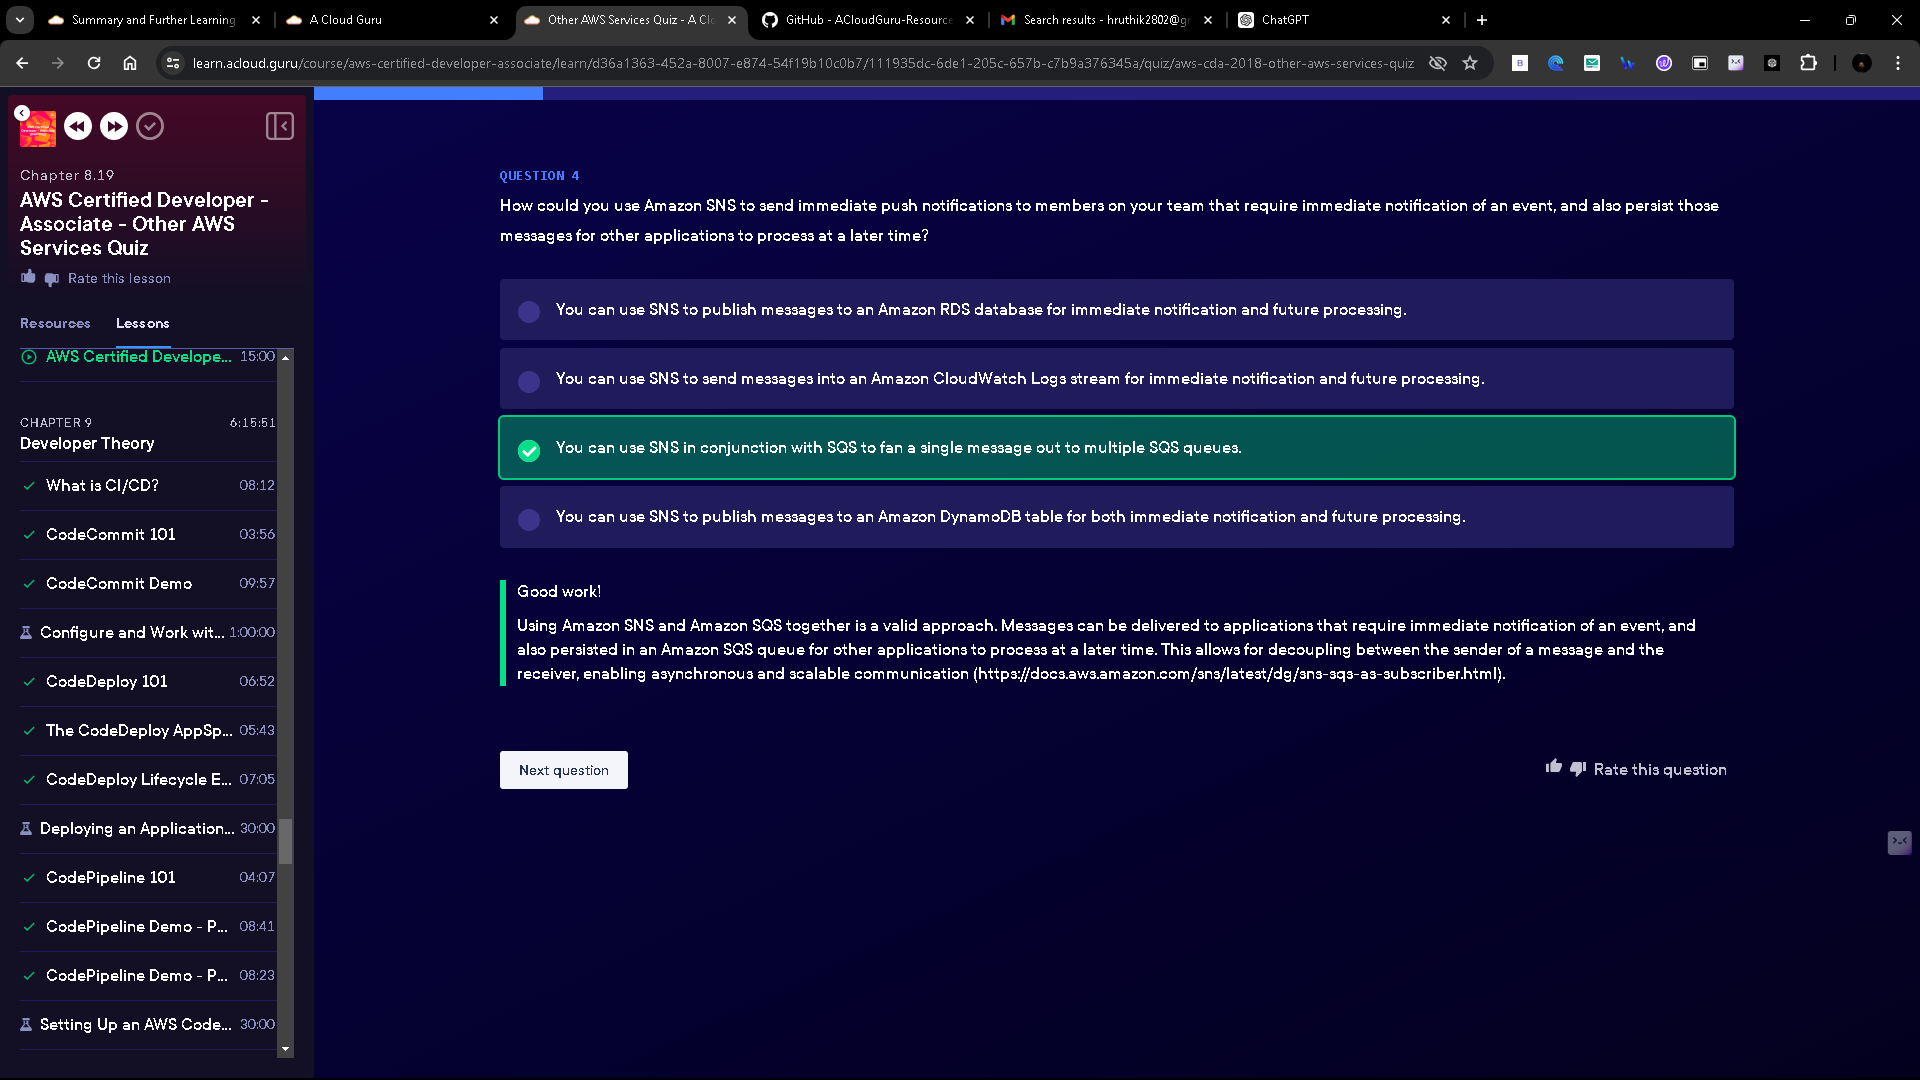 Summary and Further Learning
A Cloud Guru
Other AWS Services Quiz - A Cl
GitHub - ACloudGuru-Resource
Search results - hruthik2802@g
ChatGPT
learn.acloud.guru/course/aws-certified-developer-associate/learn/d36a1363-452a-8007-e874-54f19b10c0b7/111935dc-6de1-205c-657b-c7b9a376345a/quiz/aws-cda-2018-other-aws-services-quiz
Chapter 8.19
AWS Certified Developer -
Associate - Other AWS
Services Quiz
Rate this lesson
Resources Lessons
AWS Certified Develope... 15:00
CHAPTER 9 6:15:51
Developer Theory
What is CI/CD? 08:12
CodeCommit 101 03:56
CodeCommit Demo 09:57
Configure and Work wit... 1:00:00
CodeDeploy 101 06:52
The CodeDeploy AppSp... 05:43
CodeDeploy Lifecycle E... 07:05
Deploying an Application... 30:00
CodePipeline 101 04:07
CodePipeline Demo - P... 08:41
CodePipeline Demo - P... 08:23
Setting Up an AWS Code... 30:00
QUESTION 4
How could you use Amazon SNS to send immediate push notifications to members on your team that require immediate notification of an event, and also persist those
messages for other applications to process at a later time?
You can use SNS to publish messages to an Amazon RDS database for immediate notification and future processing.
You can use SNS to send messages into an Amazon CloudWatch Logs stream for immediate notification and future processing.
You can use SNS in conjunction with SQS to fan a single message out to multiple SQS queues.
You can use SNS to publish messages to an Amazon DynamoDB table for both immediate notification and future processing.
Good work!
Using Amazon SNS and Amazon SQS together is a valid approach. Messages can be delivered to applications that require immediate notification of an event, and
also persisted in an Amazon SQS queue for other applications to process at a later time. This allows for decoupling between the sender of a message and the
receiver, enabling asynchronous and scalable communication (https://docs.aws.amazon.com/sns/latest/dg/sns-sqs-as-subscriber.html).
Next question
Rate this question